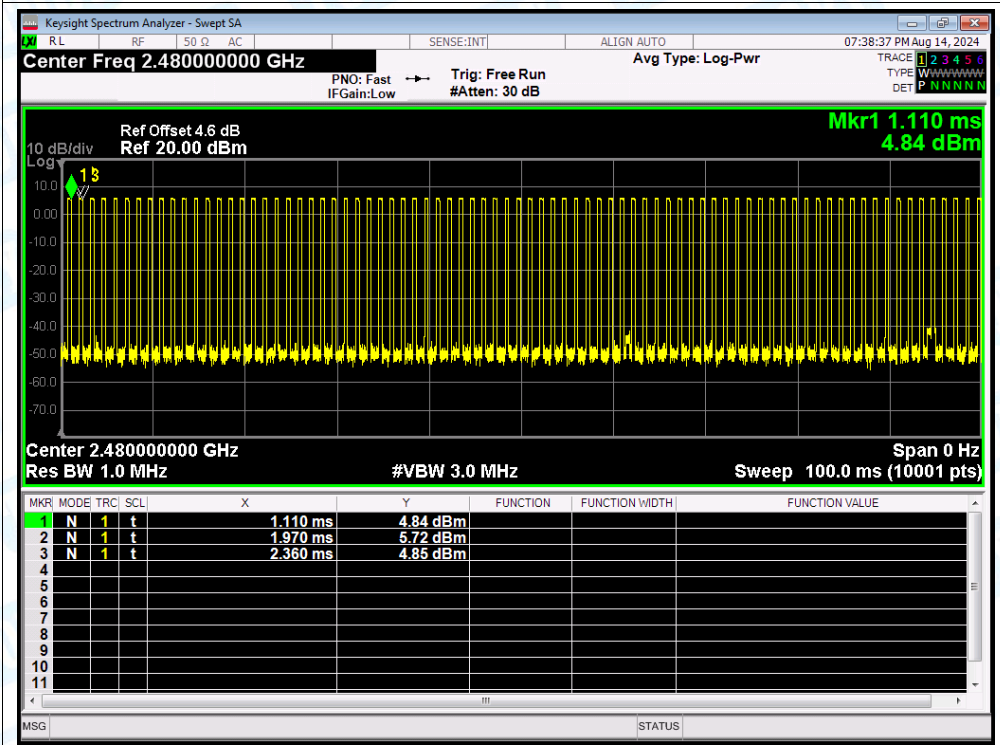 Keysight Spectrum Analyzer - Swept SA
LXI RL RF 50 Ω AC SENSE:INT ALIGN AUTO 07:38:37 PM Aug 14, 2024
Center Freq 2.480000000 GHz
PNO: Fast
IFGain:Low
Trig: Free Run
#Atten: 30 dB
Avg Type: Log-Pwr
TRACE 1 2 3 4 5 6
TYPE WWWWWW
DET P N N N N N
Mkr1 1.110 ms
4.84 dBm
Ref Offset 4.6 dB
10 dB/div Ref 20.00 dBm
Log
1 3
10.0
0.00
-10.0
-20.0
-30.0
-40.0
-50.0
-60.0
-70.0
Center 2.480000000 GHz Span 0 Hz
Res BW 1.0 MHz #VBW 3.0 MHz Sweep 100.0 ms (10001 pts)
MKR MODE TRC SCL X Y FUNCTION FUNCTION WIDTH FUNCTION VALUE
1 N 1 t 1.110 ms 4.84 dBm
2 N 1 t 1.970 ms 5.72 dBm
3 N 1 t 2.360 ms 4.85 dBm
4
5
6
7
8
9
10
11
MSG STATUS